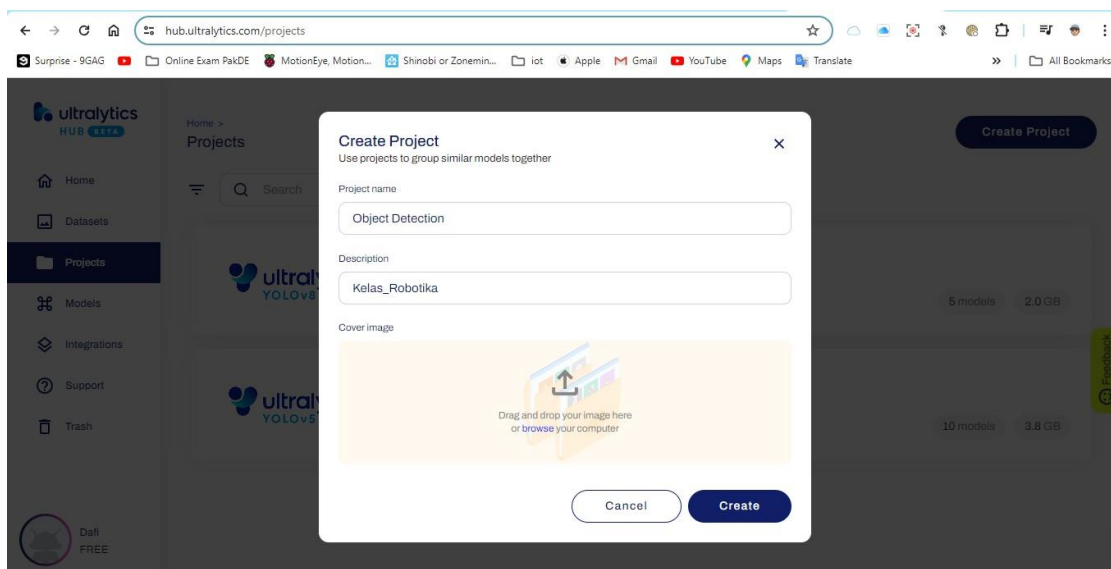 hub.ultralytics.com/projects
Surprise - 9GAG
Online Exam PakDE
MotionEye, Motion...
Shinobi or Zonemin...
iot
Apple
Gmail
YouTube
Maps
Translate
»
All Bookmarks
ultralytics
HUB BETA
Home
Datasets
Projects
Models
Integrations
Support
Trash
Dafi
FREE
Home >
Projects
Create Project
Search
ultral
YOLOv8
5 models
2.0 GB
ultral
YOLOv5
10 models
3.8 GB
Feedback
Create Project
Use projects to group similar models together
Project name
Object Detection
Description
Kelas_Robotika
Cover image
Drag and drop your image here
or browse your computer
Cancel
Create